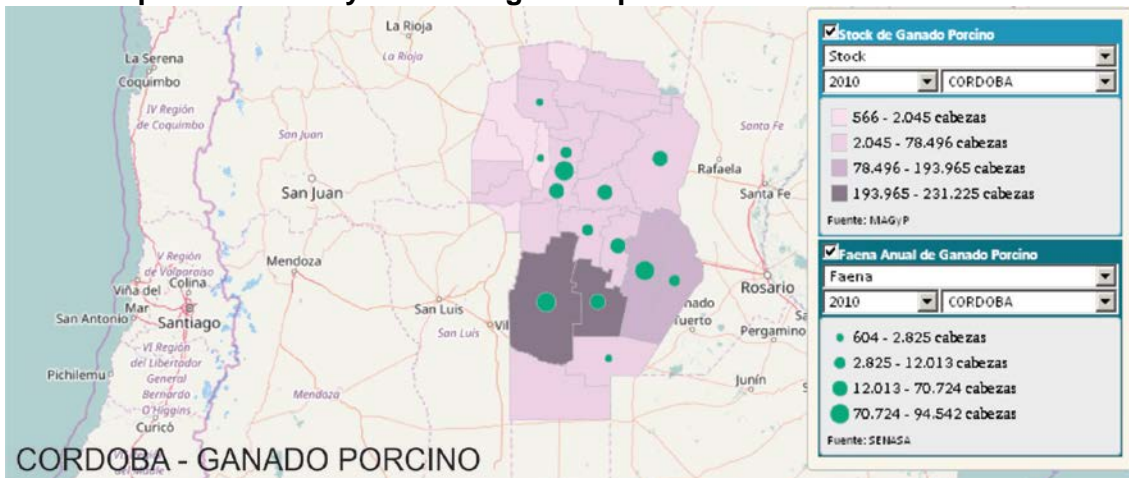 La Rioja
La Rioja
La Serena
Coquimbo
IV Región
de Coquimbo
San Juan
San Juan
Santa Fe
Rafaela
Santa Fe
V Región
de Valparaíso
Colina
Viña del
Mar
San Antonio
Santiago
Mendoza
San Luis
San Luis
Rosario
Pergamino
VI Región
del Libertador
General
Bernardo
O'Higgins
Pichilemu
Curicó
Mendoza
Junín
CORDOBA - GANADO PORCINO
Stock de Ganado Porcino
Stock
2010 CORDOBA
566 - 2.045 cabezas
2.045 - 78.496 cabezas
78.496 - 193.965 cabezas
193.965 - 231.225 cabezas
Fuente: MAGyP
Faena Anual de Ganado Porcino
Faena
2010 CORDOBA
604 - 2.825 cabezas
2.825 - 12.013 cabezas
12.013 - 70.724 cabezas
70.724 - 94.542 cabezas
Fuente: SENASA